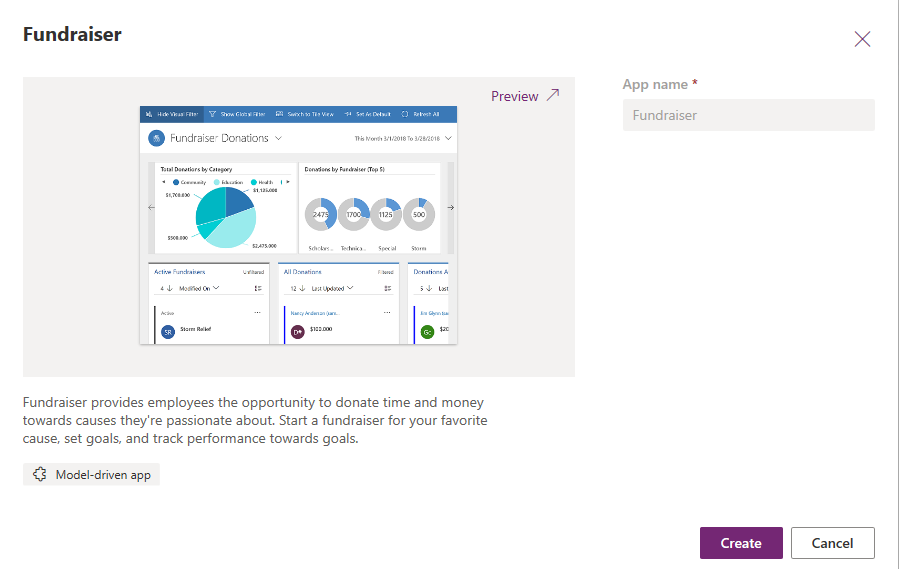 Fundraiser
Preview
App name *
Fundraiser
Hide Visual Filter Show Global Filter Switch to Tile View Set As Default Refresh All
Fundraiser Donations
This Month 3/1/2018 To 3/28/2018
Total Donations by Category
Community Education Health
$1,125.000
$1,700.000
$500.000
$2,475.000
Donations by Fundraiser (Top 5)
2475 1700 1125 500
Scholars... Technica... Special Storm
Active Fundraisers Unfiltered
4 Modified On
Active ...
SR Storm Relief
All Donations Filtered
12 Last Updated
Nancy Anderson (sam... ...
$100.000
Donations A
5 Last
Jim Glynn (sa
Gc $20
Fundraiser provides employees the opportunity to donate time and money
towards causes they're passionate about. Start a fundraiser for your favorite
cause, set goals, and track performance towards goals.
Model-driven app
Create Cancel